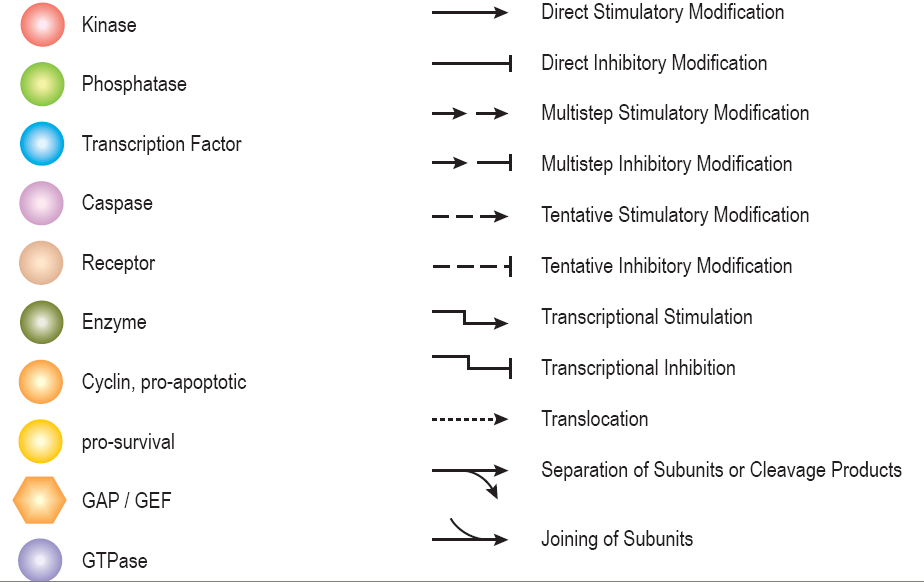 Kinase
Phosphatase
Transcription Factor
Caspase
Receptor
Enzyme
Cyclin, pro-apoptotic
pro-survival
GAP / GEF
GTPase
Direct Stimulatory Modification
Direct Inhibitory Modification
Multistep Stimulatory Modification
Multistep Inhibitory Modification
Tentative Stimulatory Modification
Tentative Inhibitory Modification
Transcriptional Stimulation
Transcriptional Inhibition
Translocation
Separation of Subunits or Cleavage Products
Joining of Subunits